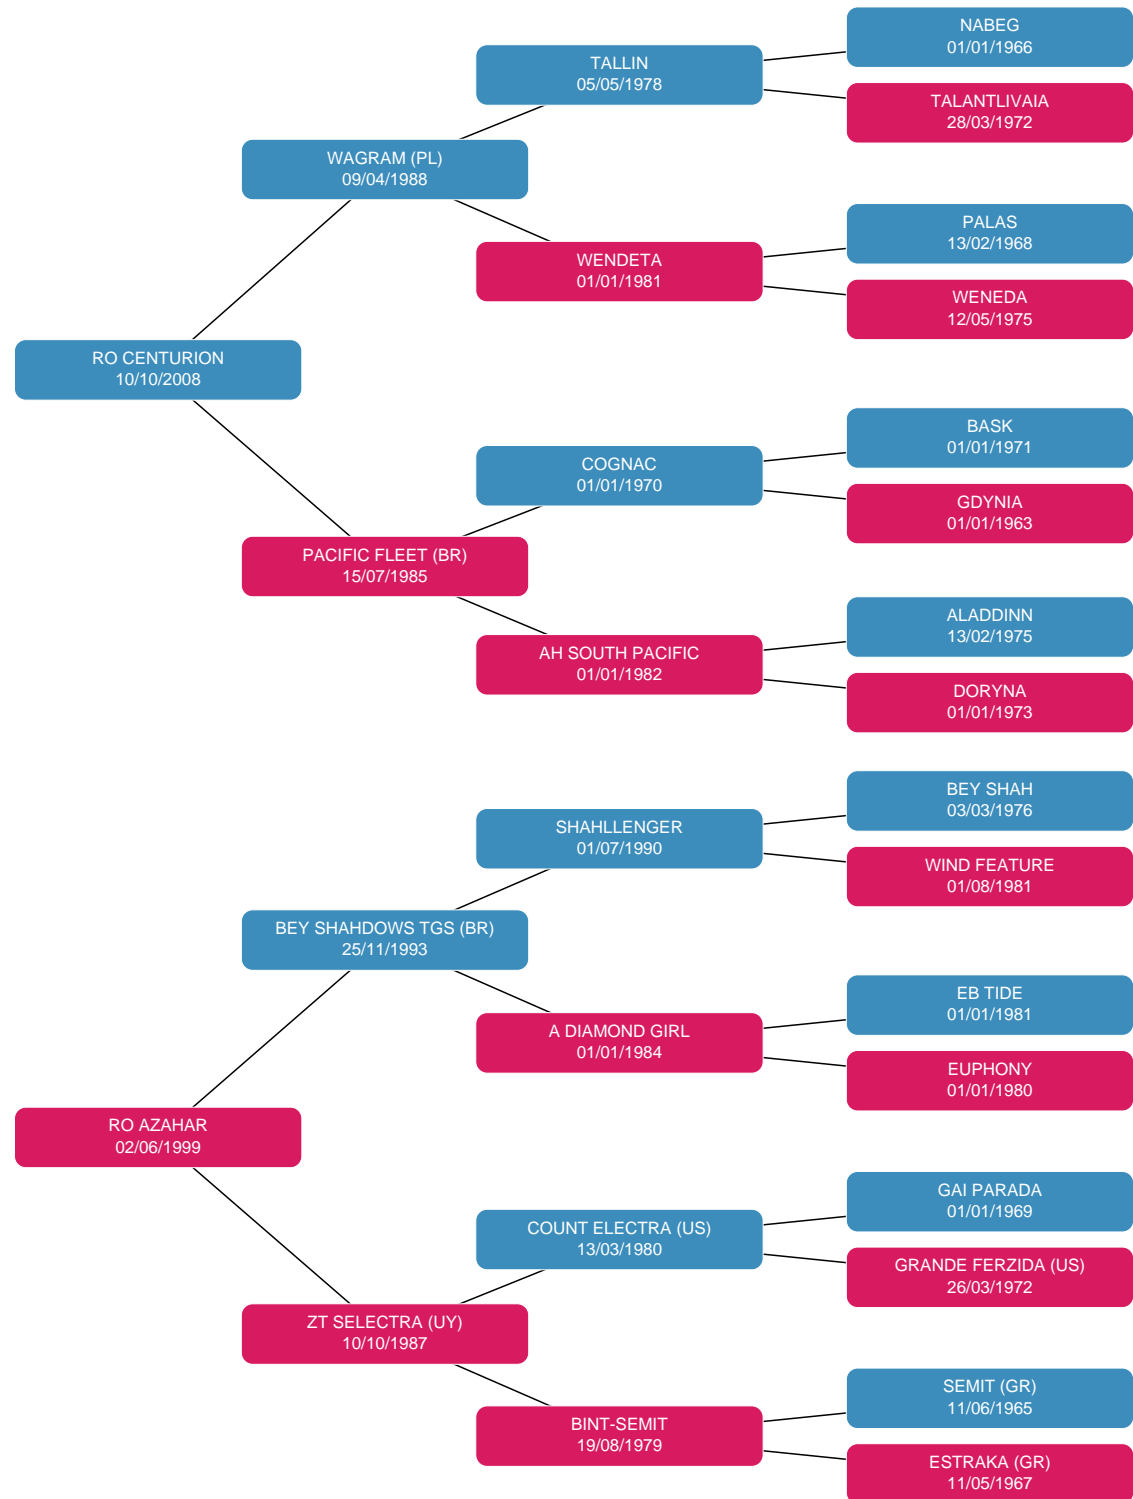 NABEG
01/01/1966
TALLIN
05/05/1978
TALANTLIVAIA
28/03/1972
WAGRAM (PL)
09/04/1988
PALAS
13/02/1968
WENDETA
01/01/1981
WENEDA
12/05/1975
RO CENTURION
10/10/2008
BASK
01/01/1971
COGNAC
01/01/1970
GDYNIA
01/01/1963
PACIFIC FLEET (BR)
15/07/1985
ALADDINN
13/02/1975
AH SOUTH PACIFIC
01/01/1982
DORYNA
01/01/1973
BEY SHAH
03/03/1976
SHAHLLENGER
01/07/1990
WIND FEATURE
01/08/1981
BEY SHAHDOWS TGS (BR)
25/11/1993
EB TIDE
01/01/1981
A DIAMOND GIRL
01/01/1984
EUPHONY
01/01/1980
RO AZAHAR
02/06/1999
GAI PARADA
01/01/1969
COUNT ELECTRA (US)
13/03/1980
GRANDE FERZIDA (US)
26/03/1972
ZT SELECTRA (UY)
10/10/1987
SEMIT (GR)
11/06/1965
BINT-SEMIT
19/08/1979
ESTRAKA (GR)
11/05/1967